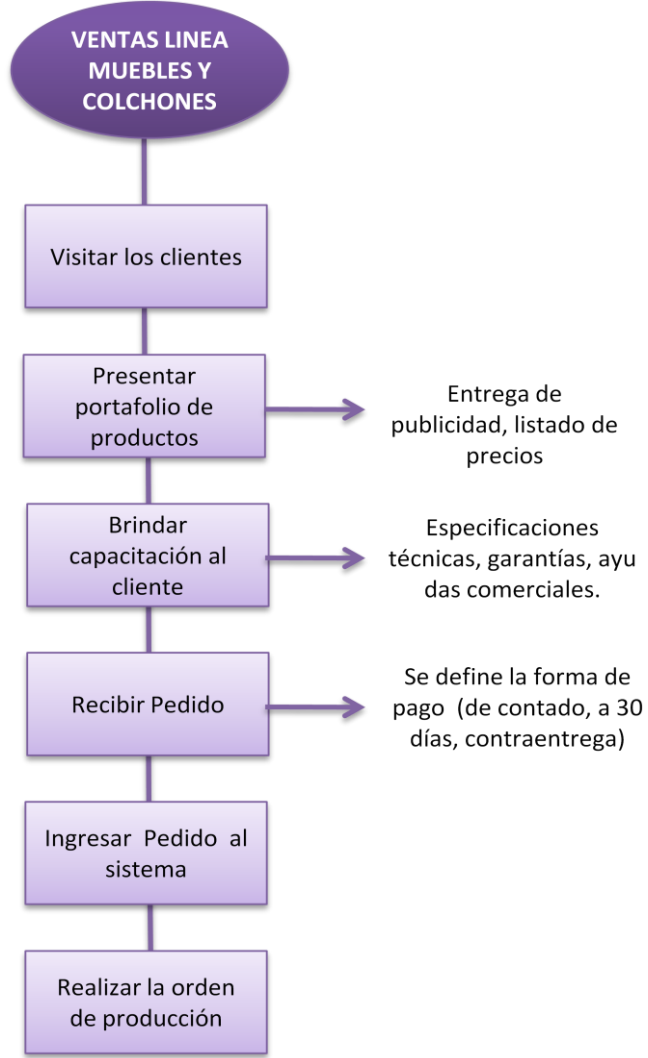 VENTAS LINEA
MUEBLES Y
COLCHONES
Visitar los clientes
Presentar
portafolio de
productos
Entrega de
publicidad, listado de
precios
Brindar
capacitación al
cliente
Especificaciones
técnicas, garantías, ayu
das comerciales.
Recibir Pedido
Se define la forma de
pago (de contado, a 30
días, contraentrega)
Ingresar Pedido al
sistema
Realizar la orden
de producción